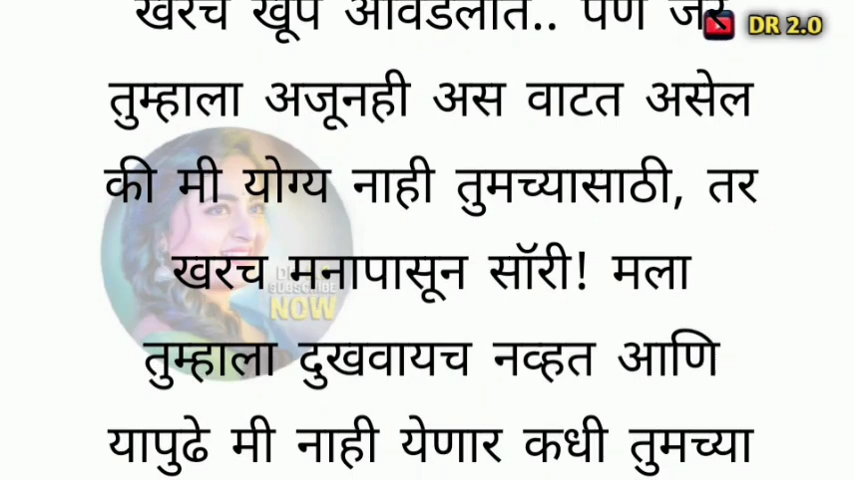 खरच खूप आवडलात.. पण जर
DR 2.0
तुम्हाला अजूनही अस वाटत असेल
की मी योग्य नाही तुमच्यासाठी, तर
खरच मनापासून सॉरी! मला
SUBSCRIBE
NOW
तुम्हाला दुखवायच नव्हत आणि
यापुढे मी नाही येणार कधी तुमच्या